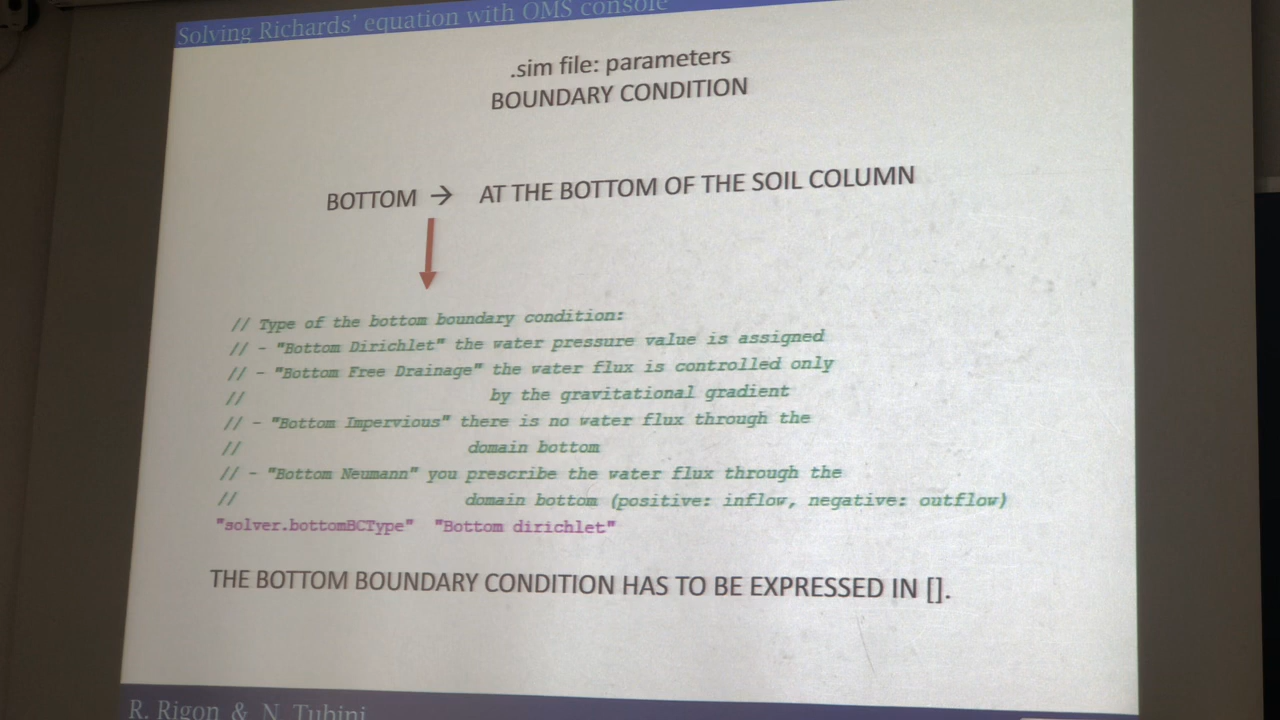 Solving Richards' equation with OMS console
.sim file: parameters
BOUNDARY CONDITION
BOTTOM → AT THE BOTTOM OF THE SOIL COLUMN
// Type of the bottom boundary condition:
// - "Bottom Dirichlet" the water pressure value is assigned
// - "Bottom Free Drainage" the water flux is controlled only
// by the gravitational gradient
// - "Bottom Impervious" there is no water flux through the
// domain bottom
// - "Bottom Neumann" you prescribe the water flux through the
// domain bottom (positive: inflow, negative: outflow)
"solver.bottomBCType" "Bottom dirichlet"
THE BOTTOM BOUNDARY CONDITION HAS TO BE EXPRESSED IN [].
R. Rigon & N. Tubini